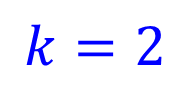 k = 2